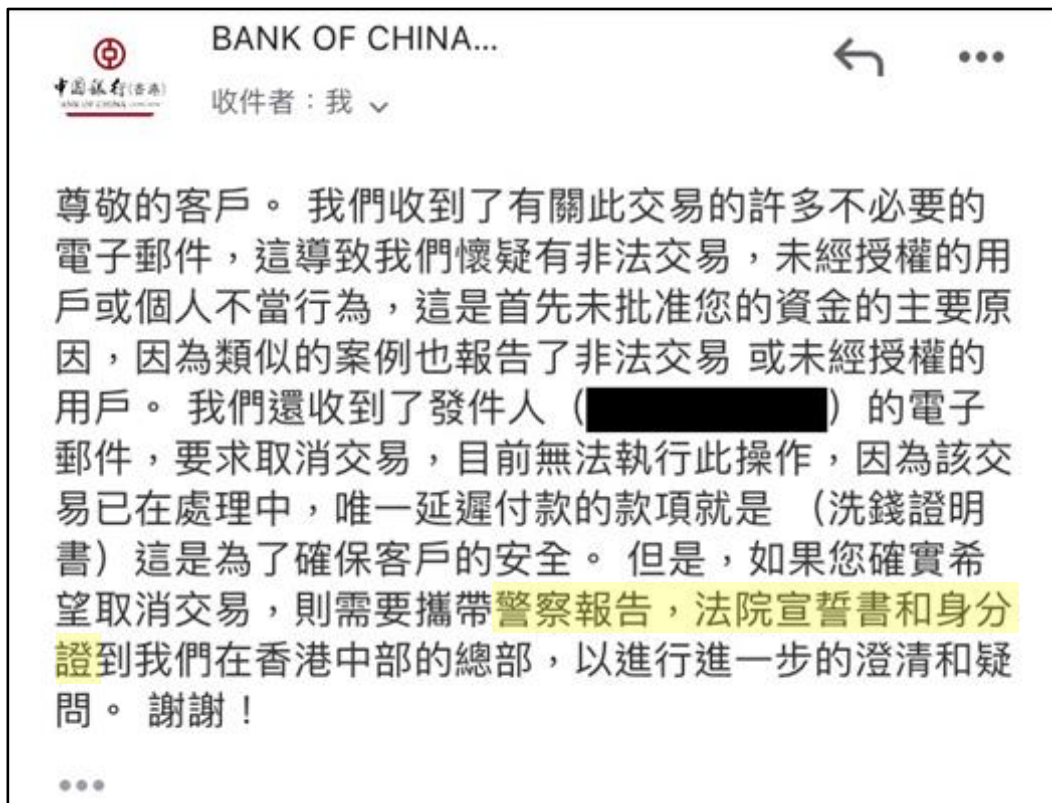 BANK OF CHINA...
中國銀行(香港)
收件者：我
尊敬的客戶。 我們收到了有關此交易的許多不必要的
電子郵件，這導致我們懷疑有非法交易，未經授權的用
戶或個人不當行為，這是首先未批准您的資金的主要原
因，因為類似的案例也報告了非法交易 或未經授權的
用戶。 我們還收到了發件人（ ）的電子
郵件，要求取消交易，目前無法執行此操作，因為該交
易已在處理中，唯一延遲付款的款項就是 （洗錢證明
書）這是為了確保客戶的安全。 但是，如果您確實希
望取消交易，則需要攜帶警察報告，法院宣誓書和身分
證到我們在香港中部的總部，以進行進一步的澄清和疑
問。 謝謝！